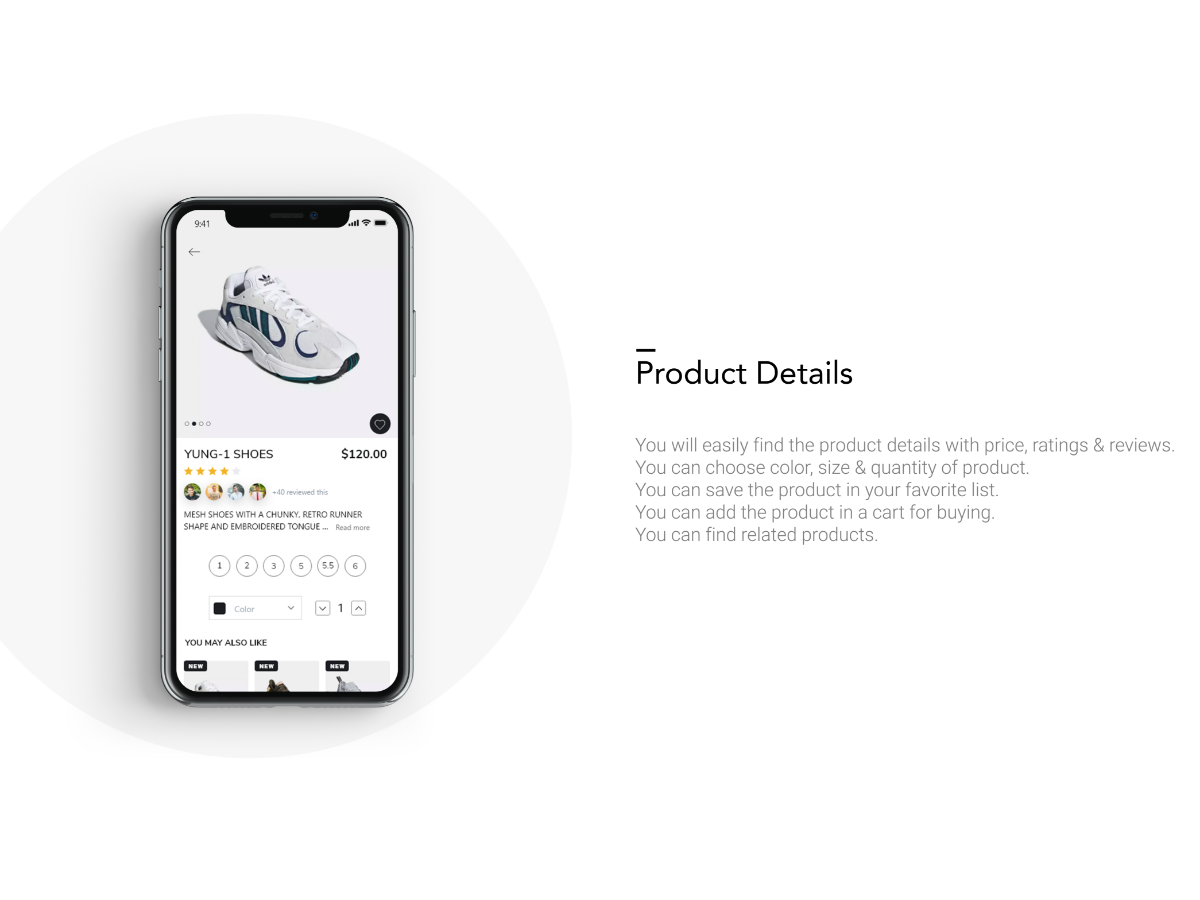 9:41
YUNG-1 SHOES $120.00
+40 reviewed this
MESH SHOES WITH A CHUNKY, RETRO RUNNER
SHAPE AND EMBROIDERED TONGUE ... Read more
1 2 3 5 5.5 6
Color 1
YOU MAY ALSO LIKE
NEW NEW NEW
Product Details
You will easily find the product details with price, ratings & reviews.
You can choose color, size & quantity of product.
You can save the product in your favorite list.
You can add the product in a cart for buying.
You can find related products.